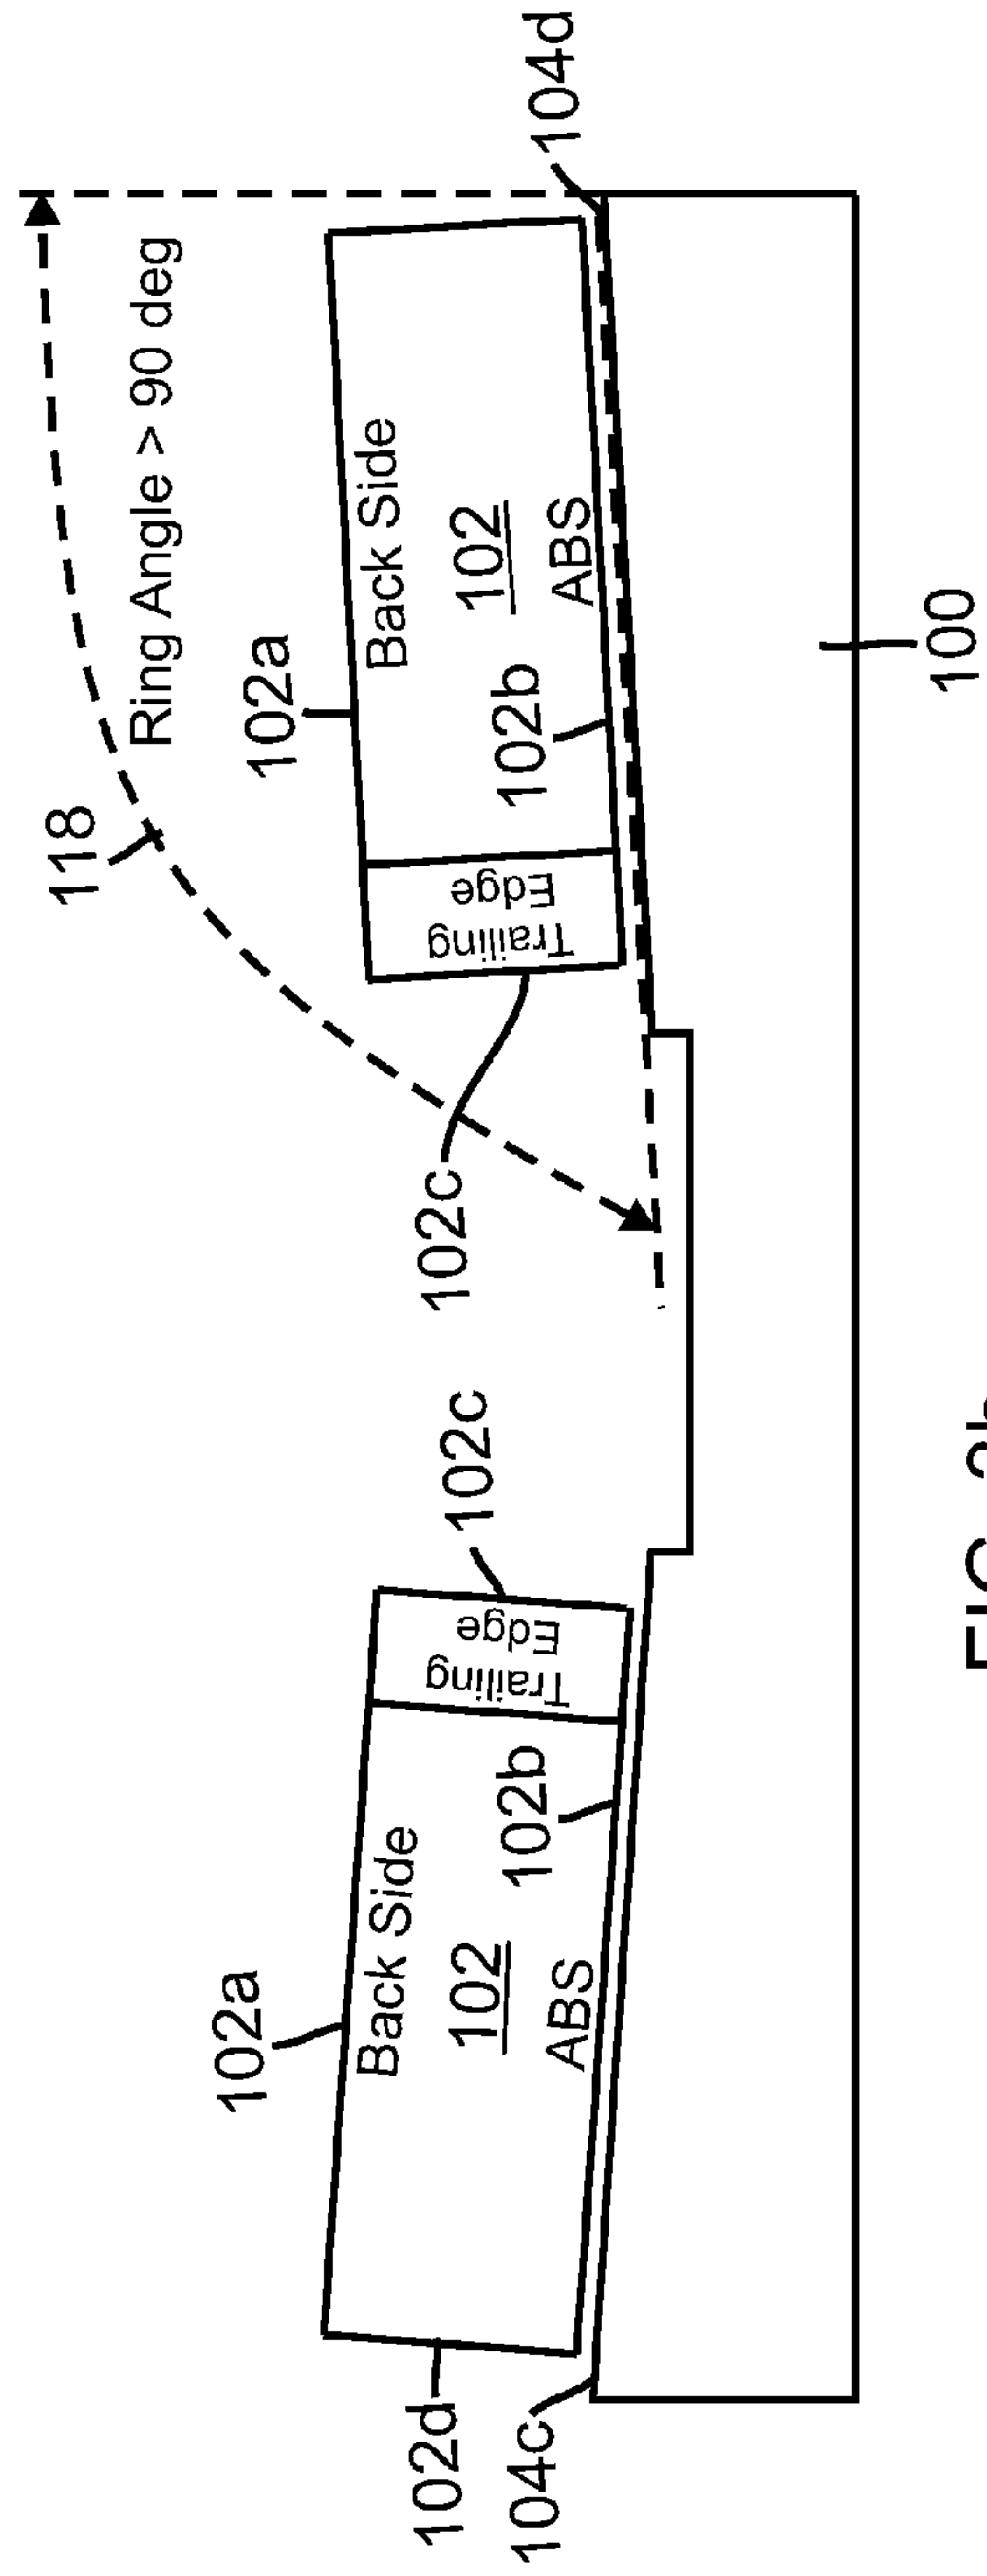 118
Ring Angle > 90 deg
102a
Back Side
102
ABS
102b
Trailing
Edge
102c
102d
104c
102a
Back Side
102
ABS
102b
Trailing
Edge
102c
104d
100